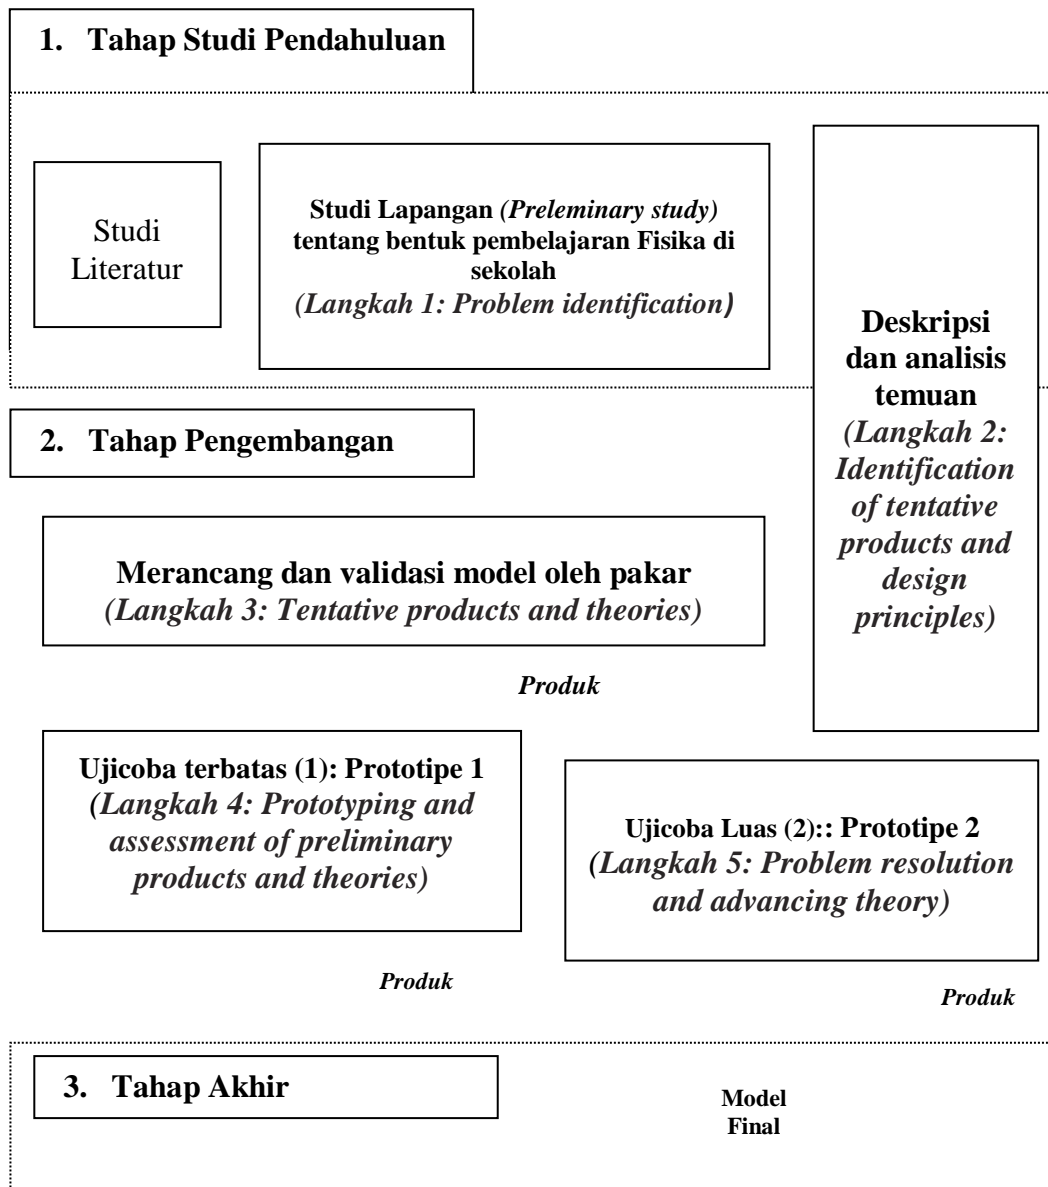 1. Tahap Studi Pendahuluan
Studi
Literatur
Studi Lapangan (Preleminary study)
tentang bentuk pembelajaran Fisika di
sekolah
(Langkah 1: Problem identification)
Deskripsi
dan analisis
temuan
(Langkah 2:
Identification
of tentative
products and
design
principles)
2. Tahap Pengembangan
Merancang dan validasi model oleh pakar
(Langkah 3: Tentative products and theories)
Produk
Ujicoba terbatas (1): Prototipe 1
(Langkah 4: Prototyping and
assessment of preliminary
products and theories)
Ujicoba Luas (2):: Prototipe 2
(Langkah 5: Problem resolution
and advancing theory)
Produk
Produk
3. Tahap Akhir
Model
Final